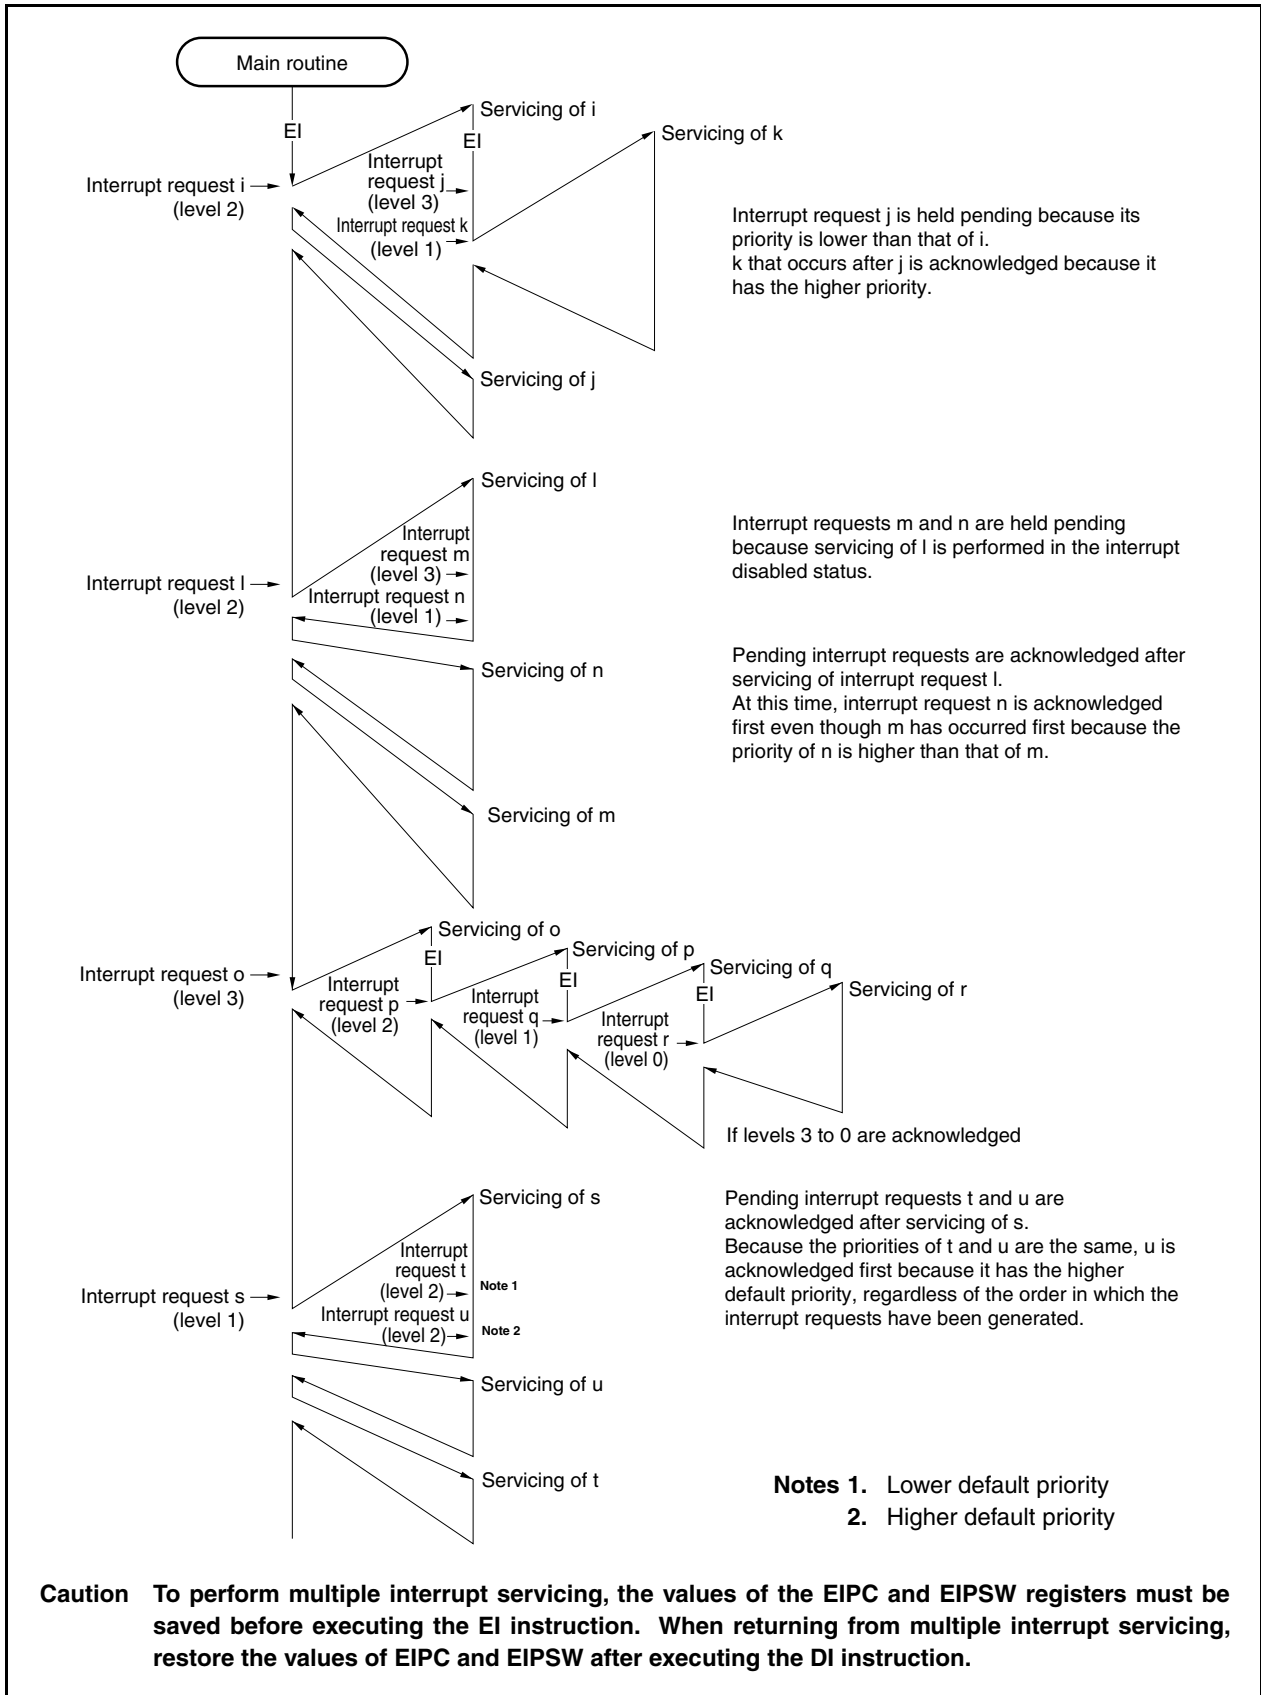 Main routine
EI
Servicing of i
EI
Servicing of k
Interrupt request i
(level 2)
Interrupt
request j
(level 3)
Interrupt request k
(level 1)
Interrupt request j is held pending because its
priority is lower than that of i.
k that occurs after j is acknowledged because it
has the higher priority.
Servicing of j
Servicing of l
Interrupt request l
(level 2)
Interrupt
request m
(level 3)
Interrupt request n
(level 1)
Interrupt requests m and n are held pending
because servicing of l is performed in the interrupt
disabled status.
Servicing of n
Pending interrupt requests are acknowledged after
servicing of interrupt request l.
At this time, interrupt request n is acknowledged
first even though m has occurred first because the
priority of n is higher than that of m.
Servicing of m
Interrupt request o
(level 3)
Servicing of o
EI
Interrupt
request p
(level 2)
Servicing of p
EI
Interrupt
request q
(level 1)
Servicing of q
EI
Interrupt
request r
(level 0)
Servicing of r
If levels 3 to 0 are acknowledged
Interrupt request s
(level 1)
Servicing of s
Interrupt
request t
(level 2)
Note 1
Interrupt request u
(level 2)
Note 2
Pending interrupt requests t and u are
acknowledged after servicing of s.
Because the priorities of t and u are the same, u is
acknowledged first because it has the higher
default priority, regardless of the order in which the
interrupt requests have been generated.
Servicing of u
Servicing of t
Notes 1. Lower default priority
2. Higher default priority
Caution To perform multiple interrupt servicing, the values of the EIPC and EIPSW registers must be
saved before executing the EI instruction. When returning from multiple interrupt servicing,
restore the values of EIPC and EIPSW after executing the DI instruction.